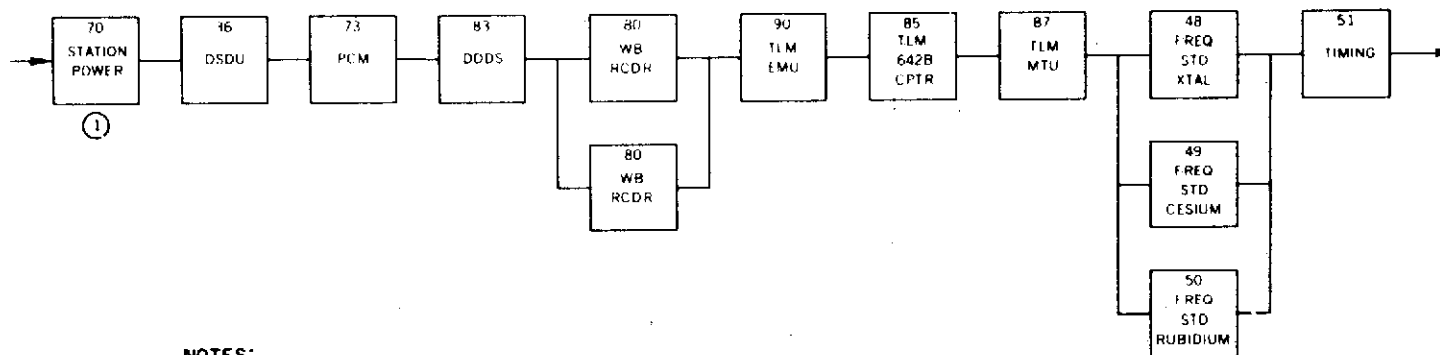 70
STATION
POWER
1
36
DSDU
73
PCM
83
DDDS
80
WB
RCDR
80
WB
RCDR
90
TLM
EMU
85
TLM
642B
CPTR
87
TLM
MTU
48
FREQ
STD
XTAL
49
FREQ
STD
CESIUM
50
FREQ
STD
RUBIDIUM
51
TIMING
NOTES: